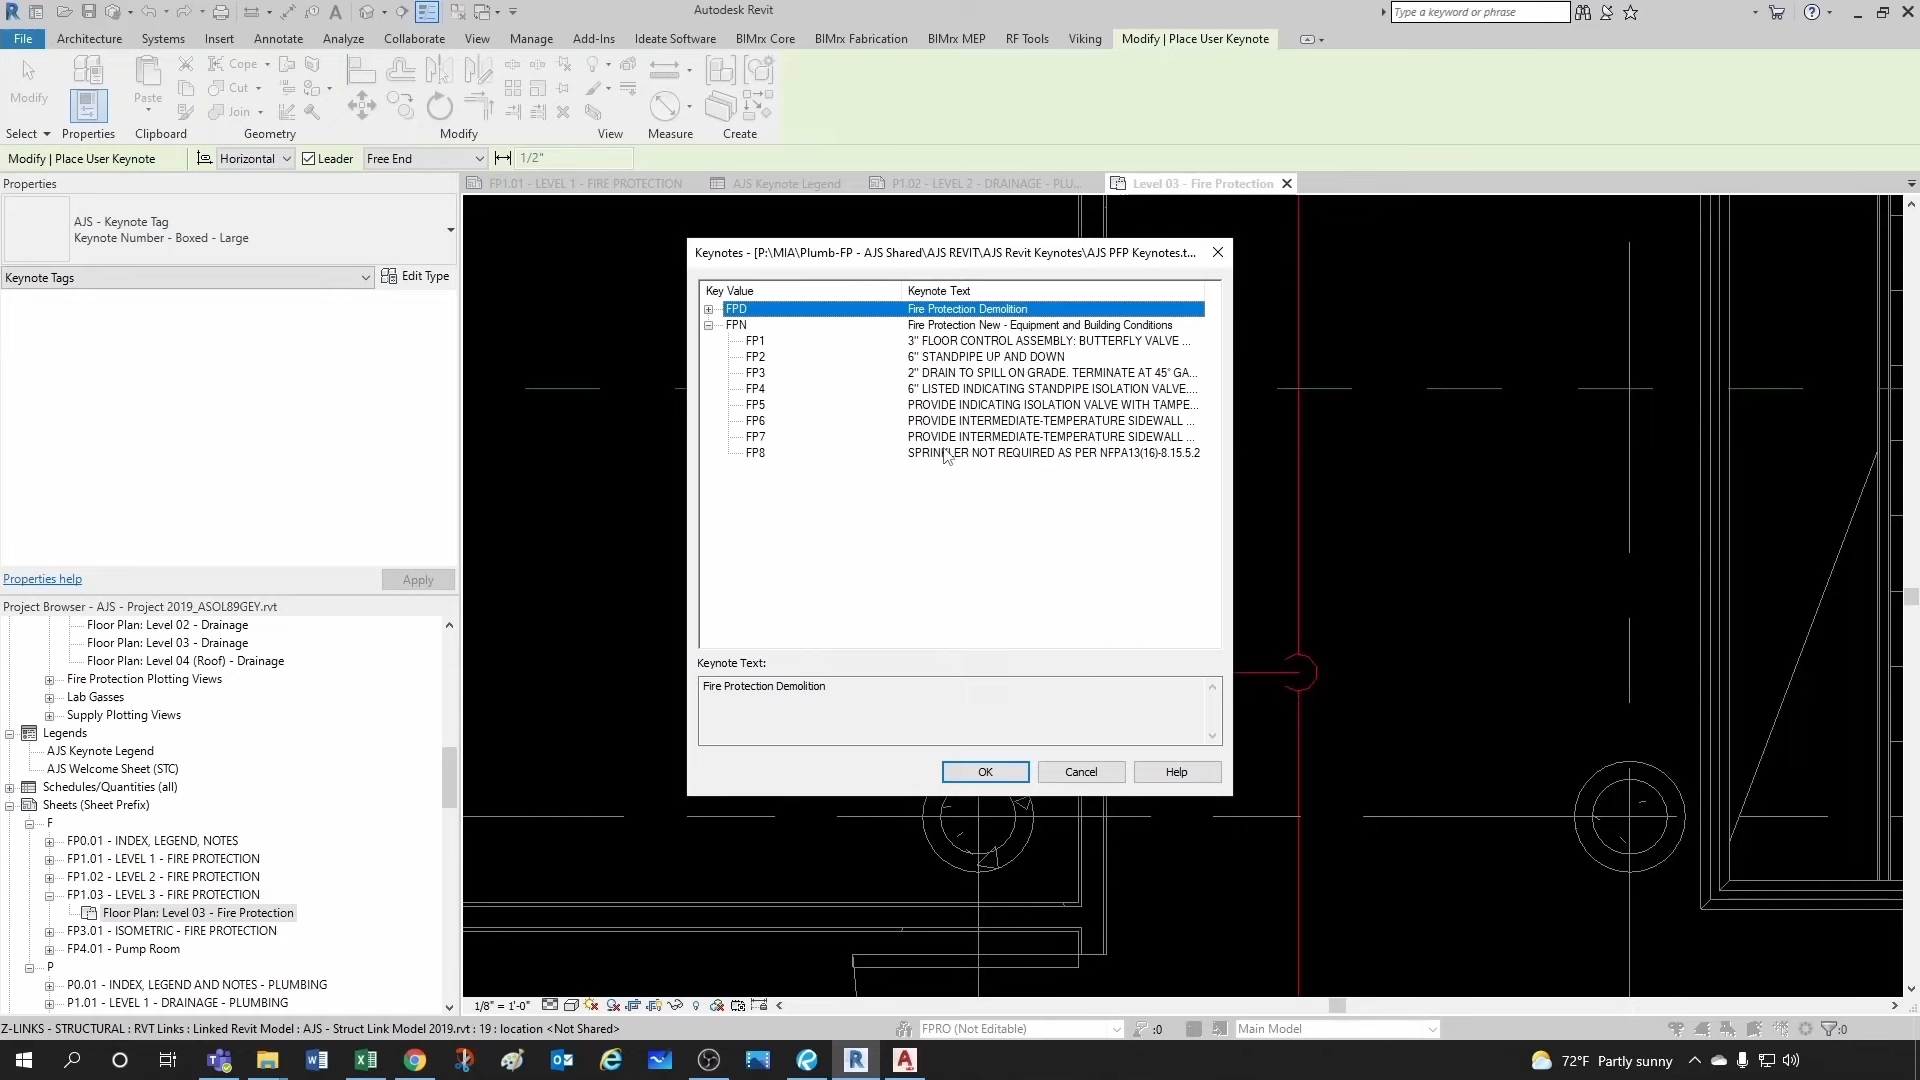 Autodesk Revit
Type a keyword or phrase
File Architecture Systems Insert Annotate Analyze Collaborate View Manage Add-Ins Ideate Software BIMrx Core BIMrx Fabrication BIMrx MEP RF Tools Viking Modify | Place User Keynote
Modify Paste Cope Cut Join
Select Properties Clipboard Geometry Modify View Measure Create
Modify | Place User Keynote Horizontal Leader Free End 1/2"
Properties
FP1.01 - LEVEL 1 - FIRE PROTECTION AJS Keynote Legend P1.02 - LEVEL 2 - DRAINAGE - PLU... Level 03 - Fire Protection
AJS - Keynote Tag
Keynote Number - Boxed - Large
Keynote Tags Edit Type
Properties help Apply
Project Browser - AJS - Project 2019_ASOL89GEY.rvt
Floor Plan: Level 02 - Drainage
Floor Plan: Level 03 - Drainage
Floor Plan: Level 04 (Roof) - Drainage
Fire Protection Plotting Views
Lab Gasses
Supply Plotting Views
Legends
AJS Keynote Legend
AJS Welcome Sheet (STC)
Schedules/Quantities (all)
Sheets (Sheet Prefix)
F
FP0.01 - INDEX, LEGEND, NOTES
FP1.01 - LEVEL 1 - FIRE PROTECTION
FP1.02 - LEVEL 2 - FIRE PROTECTION
FP1.03 - LEVEL 3 - FIRE PROTECTION
Floor Plan: Level 03 - Fire Protection
FP3.01 - ISOMETRIC - FIRE PROTECTION
FP4.01 - Pump Room
P
P0.01 - INDEX, LEGEND AND NOTES - PLUMBING
P1.01 - LEVEL 1 - DRAINAGE - PLUMBING
Keynotes - [P:\MIA\Plumb-FP - AJS Shared\AJS REVIT\AJS Revit Keynotes\AJS PFP Keynotes.t...
Key Value Keynote Text
FPD Fire Protection Demolition
FPN Fire Protection New - Equipment and Building Conditions
FP1 3" FLOOR CONTROL ASSEMBLY: BUTTERFLY VALVE ...
FP2 6" STANDPIPE UP AND DOWN
FP3 2" DRAIN TO SPILL ON GRADE. TERMINATE AT 45° GA...
FP4 6" LISTED INDICATING STANDPIPE ISOLATION VALVE....
FP5 PROVIDE INDICATING ISOLATION VALVE WITH TAMPE...
FP6 PROVIDE INTERMEDIATE-TEMPERATURE SIDEWALL ...
FP7 PROVIDE INTERMEDIATE-TEMPERATURE SIDEWALL ...
FP8 SPRINKLER NOT REQUIRED AS PER NFPA13(16)-8.15.5.2
Keynote Text:
Fire Protection Demolition
OK Cancel Help
1/8" = 1'-0"
Z-LINKS - STRUCTURAL : RVT Links : Linked Revit Model : AJS - Struct Link Model 2019.rvt : 19 : location <Not Shared> FPRO (Not Editable) :0 Main Model :0
72°F Partly sunny